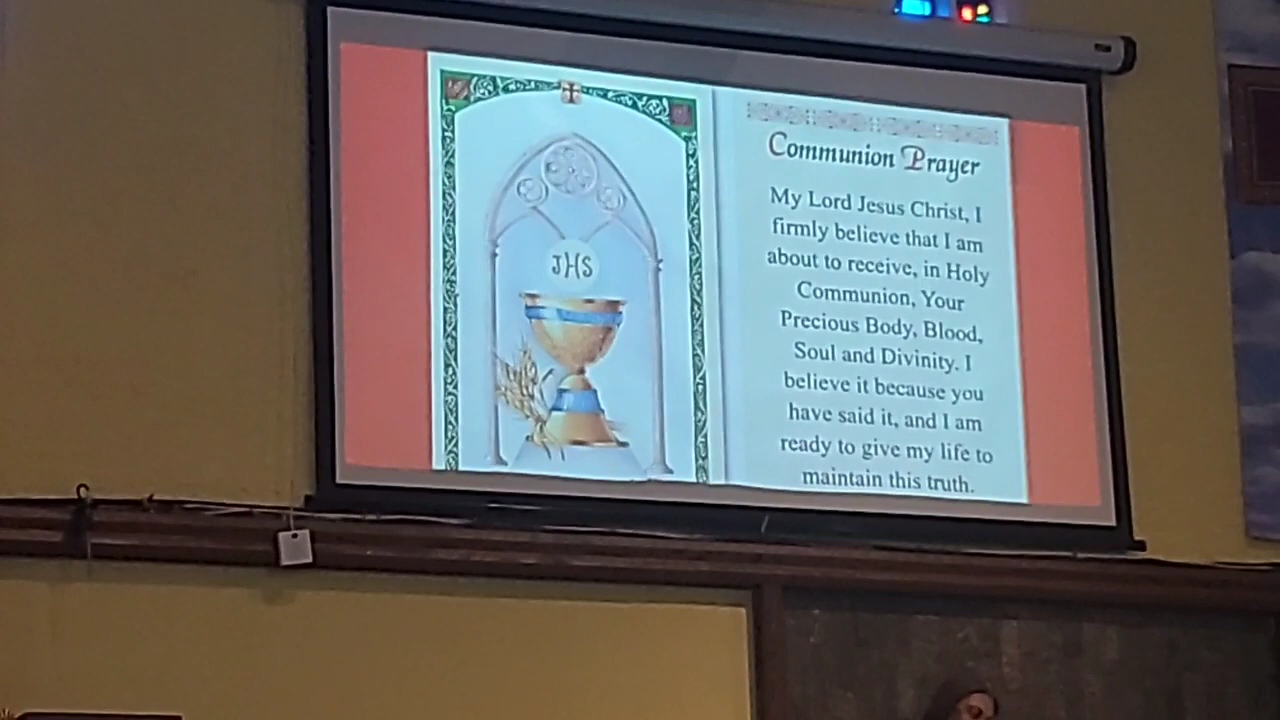 JHS
Communion Prayer
My Lord Jesus Christ, I
firmly believe that I am
about to receive, in Holy
Communion, Your
Precious Body, Blood,
Soul and Divinity. I
believe it because you
have said it, and I am
ready to give my life to
maintain this truth.